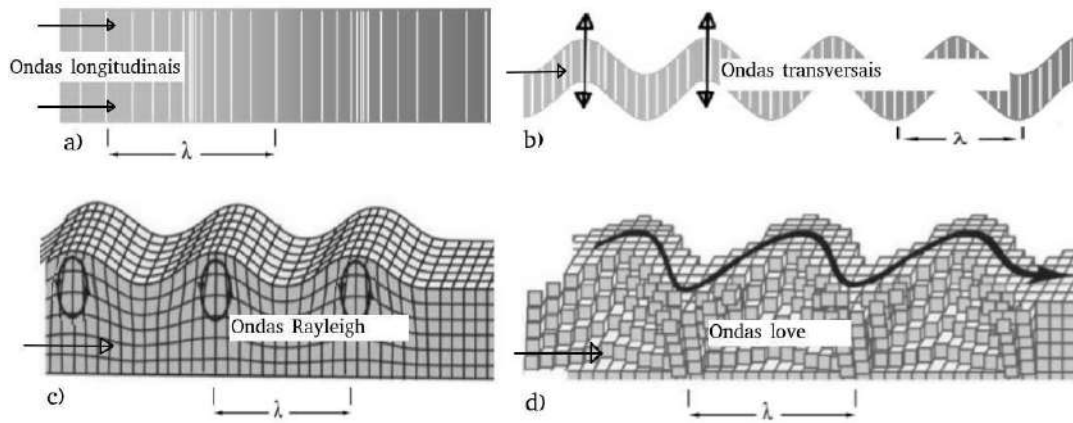 Ondas longitudinais
a)
λ
Ondas transversais
b)
λ
Ondas Rayleigh
c)
λ
Ondas love
d)
λ